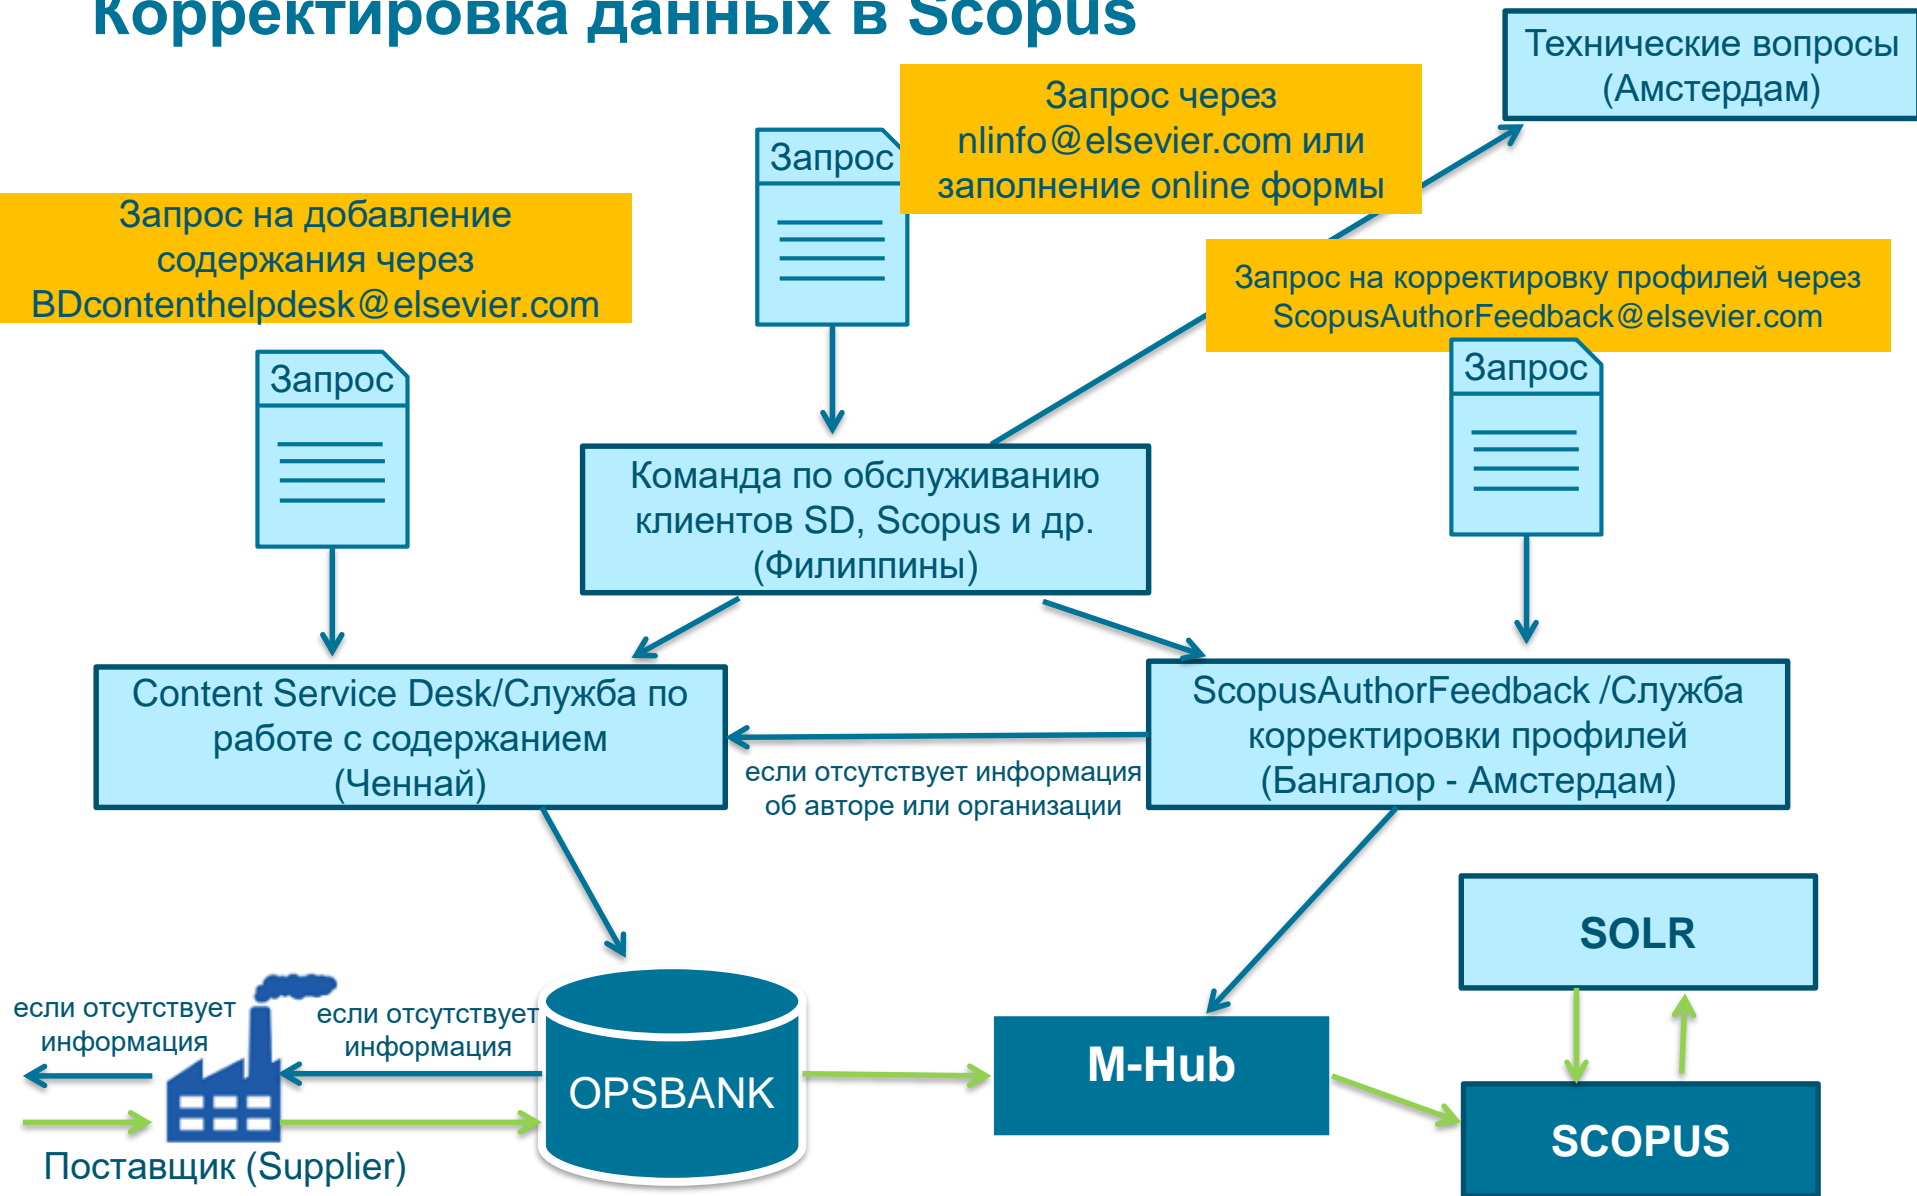 Корректировка данных в Scopus
Технические вопросы
(Амстердам)
Запрос через
nlinfo@elsevier.com или
заполнение online формы
Запрос
Запрос на добавление
содержания через
BDcontenthelpdesk@elsevier.com
Запрос на корректировку профилей через
ScopusAuthorFeedback@elsevier.com
Запрос
Запрос
Команда по обслуживанию
клиентов SD, Scopus и др.
(Филиппины)
Content Service Desk/Служба по
работе с содержанием
(Ченнай)
если отсутствует информация
об авторе или организации
ScopusAuthorFeedback /Служба
корректировки профилей
(Бангалор - Амстердам)
SOLR
если отсутствует
информация
если отсутствует
информация
OPSBANK
M-Hub
SCOPUS
Поставщик (Supplier)